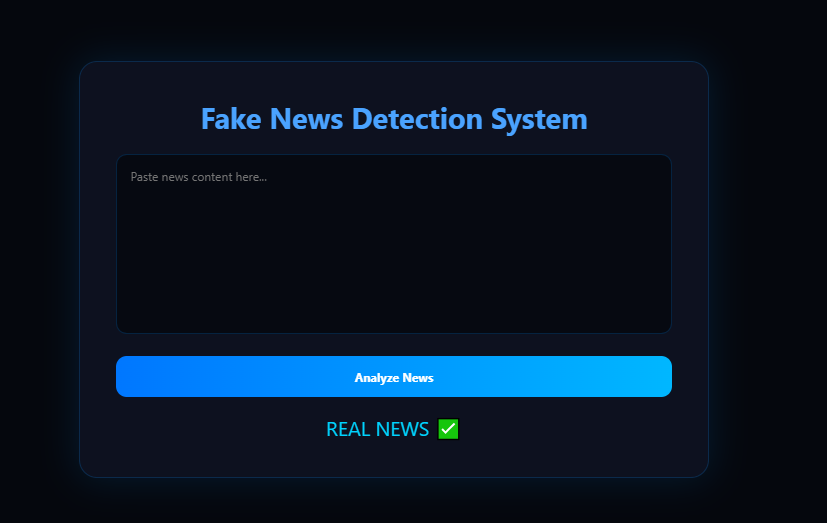 Fake News Detection System
Paste news content here...
Analyze News
REAL NEWS ✅